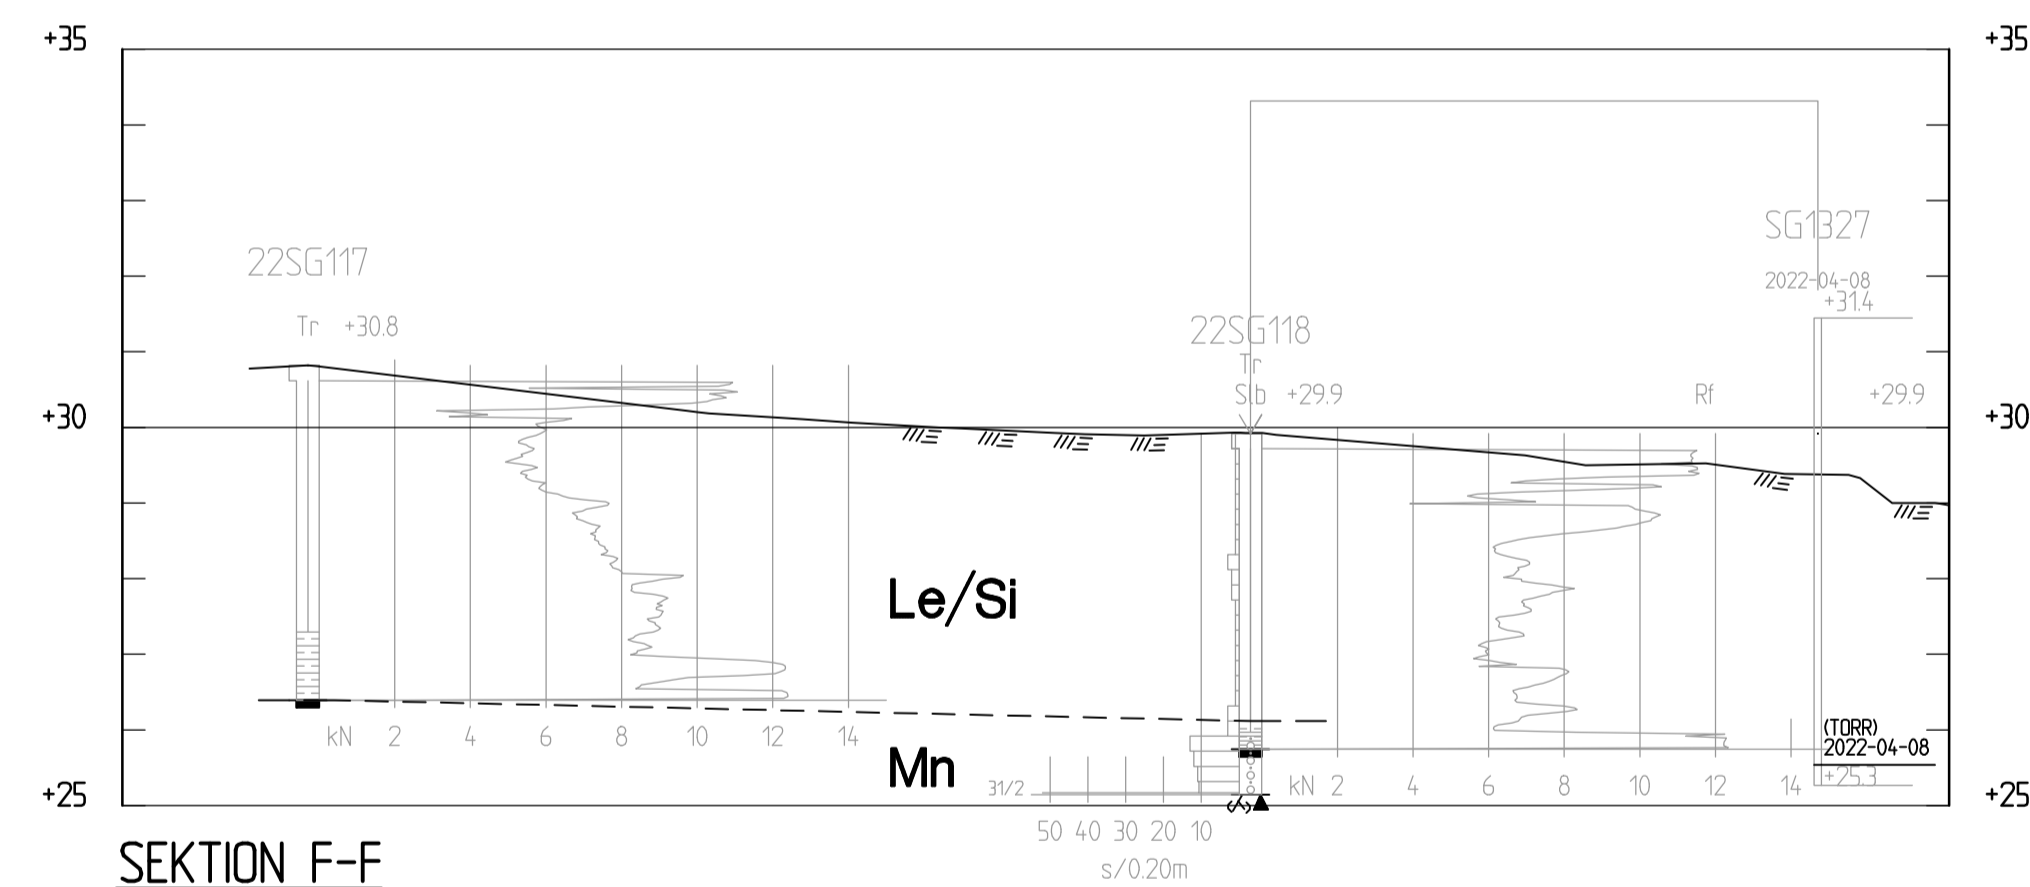 +35 +35
SG1327
22SG117
2022-04-08
+31.4
Tr +30.8
22SG118
Tr
Slb +29.9 Rf +29.9
+30 +30
Le/Si
kN 2 4 6 8 10 12 14
(TORR)
2022-04-08
Mn
+25.3
31/2
kN 2 4 6 8 10 12 14
+25 +25
50 40 30 20 10
s/0.20m
SEKTION F-F